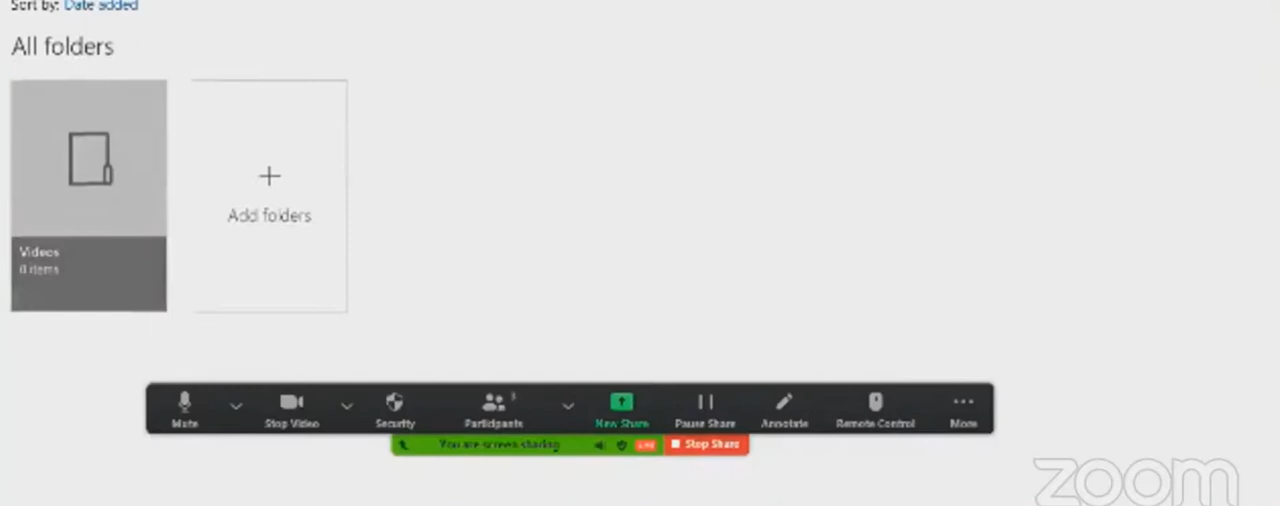 Sort by: Date added
All folders
Add folders
Videos
0 items
Mute
Stop Video
Security
Participants
New Share
Pause Share
Annotate
Remote Control
More
You are screen sharing
LIVE
Stop Share
zoom